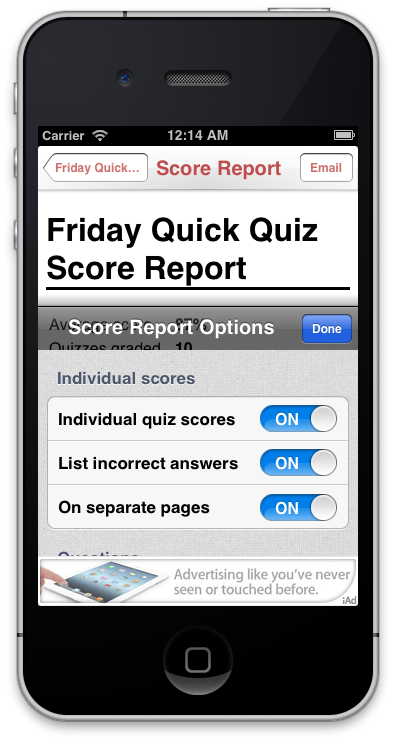 Carrier 12:14 AM
Friday Quick... Score Report Email
Friday Quick Quiz
Score Report
Average score 87%
Score Report Options Done
Quizzes graded 10
Individual scores
Individual quiz scores ON
List incorrect answers ON
On separate pages ON
Questions
Advertising like you've never
seen or touched before.
iAd